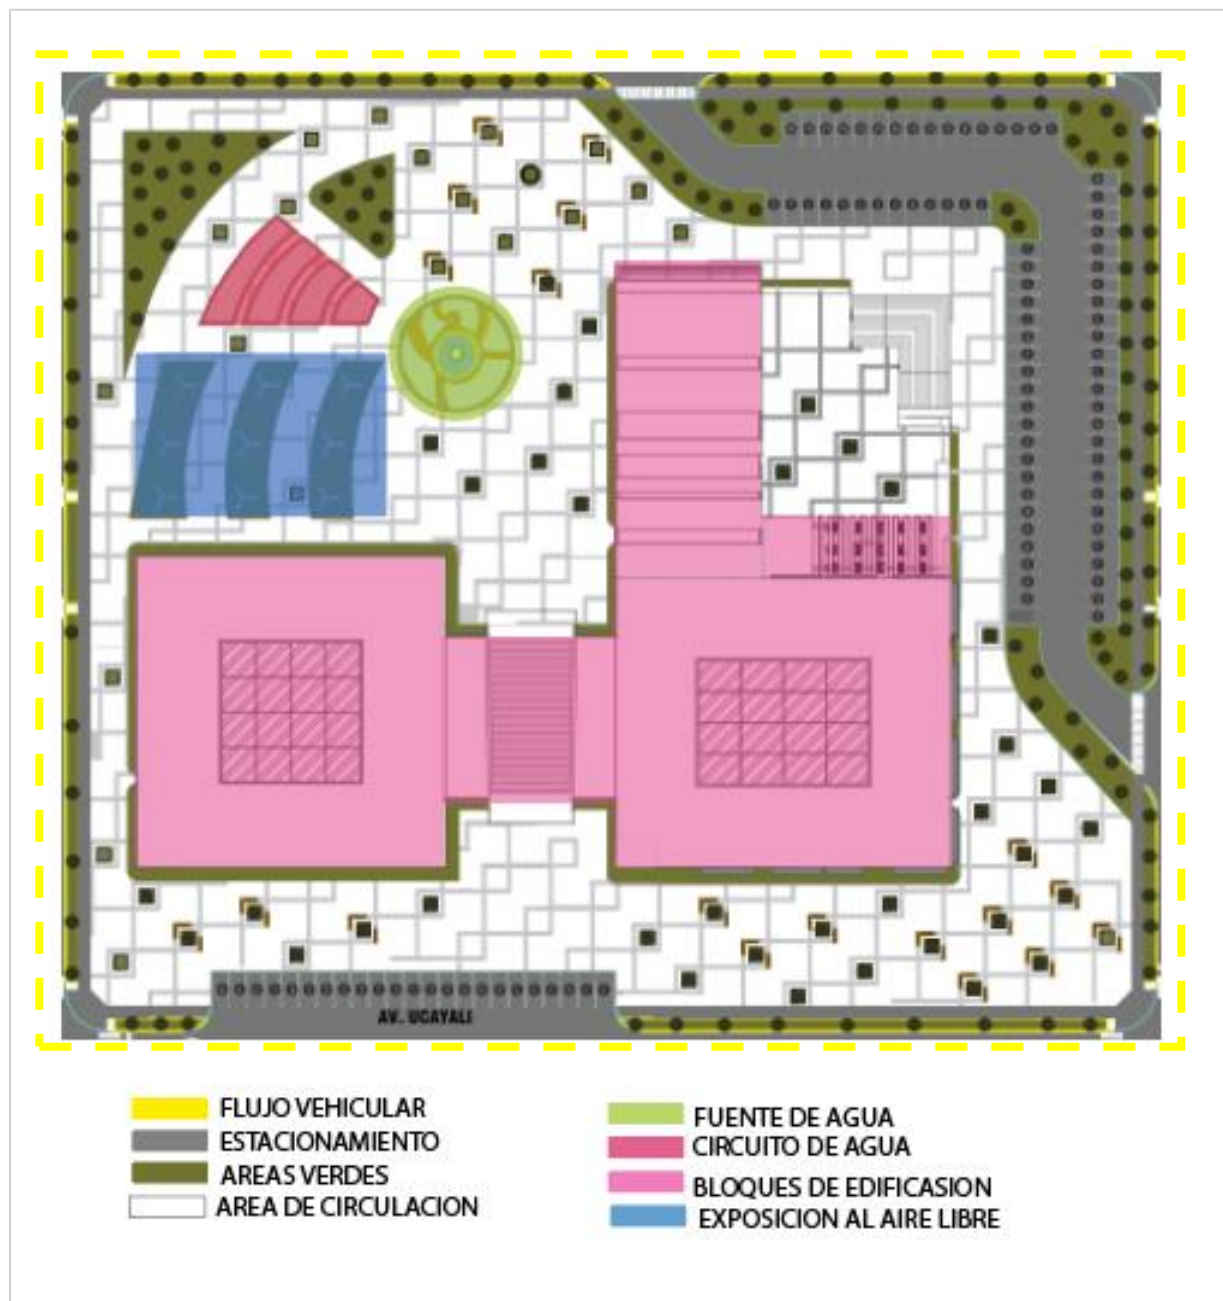 AV. UCAYALI
FLUJO VEHICULAR
ESTACIONAMIENTO
AREAS VERDES
AREA DE CIRCULACION
FUENTE DE AGUA
CIRCUITO DE AGUA
BLOQUES DE EDIFICASION
EXPOSICION AL AIRE LIBRE